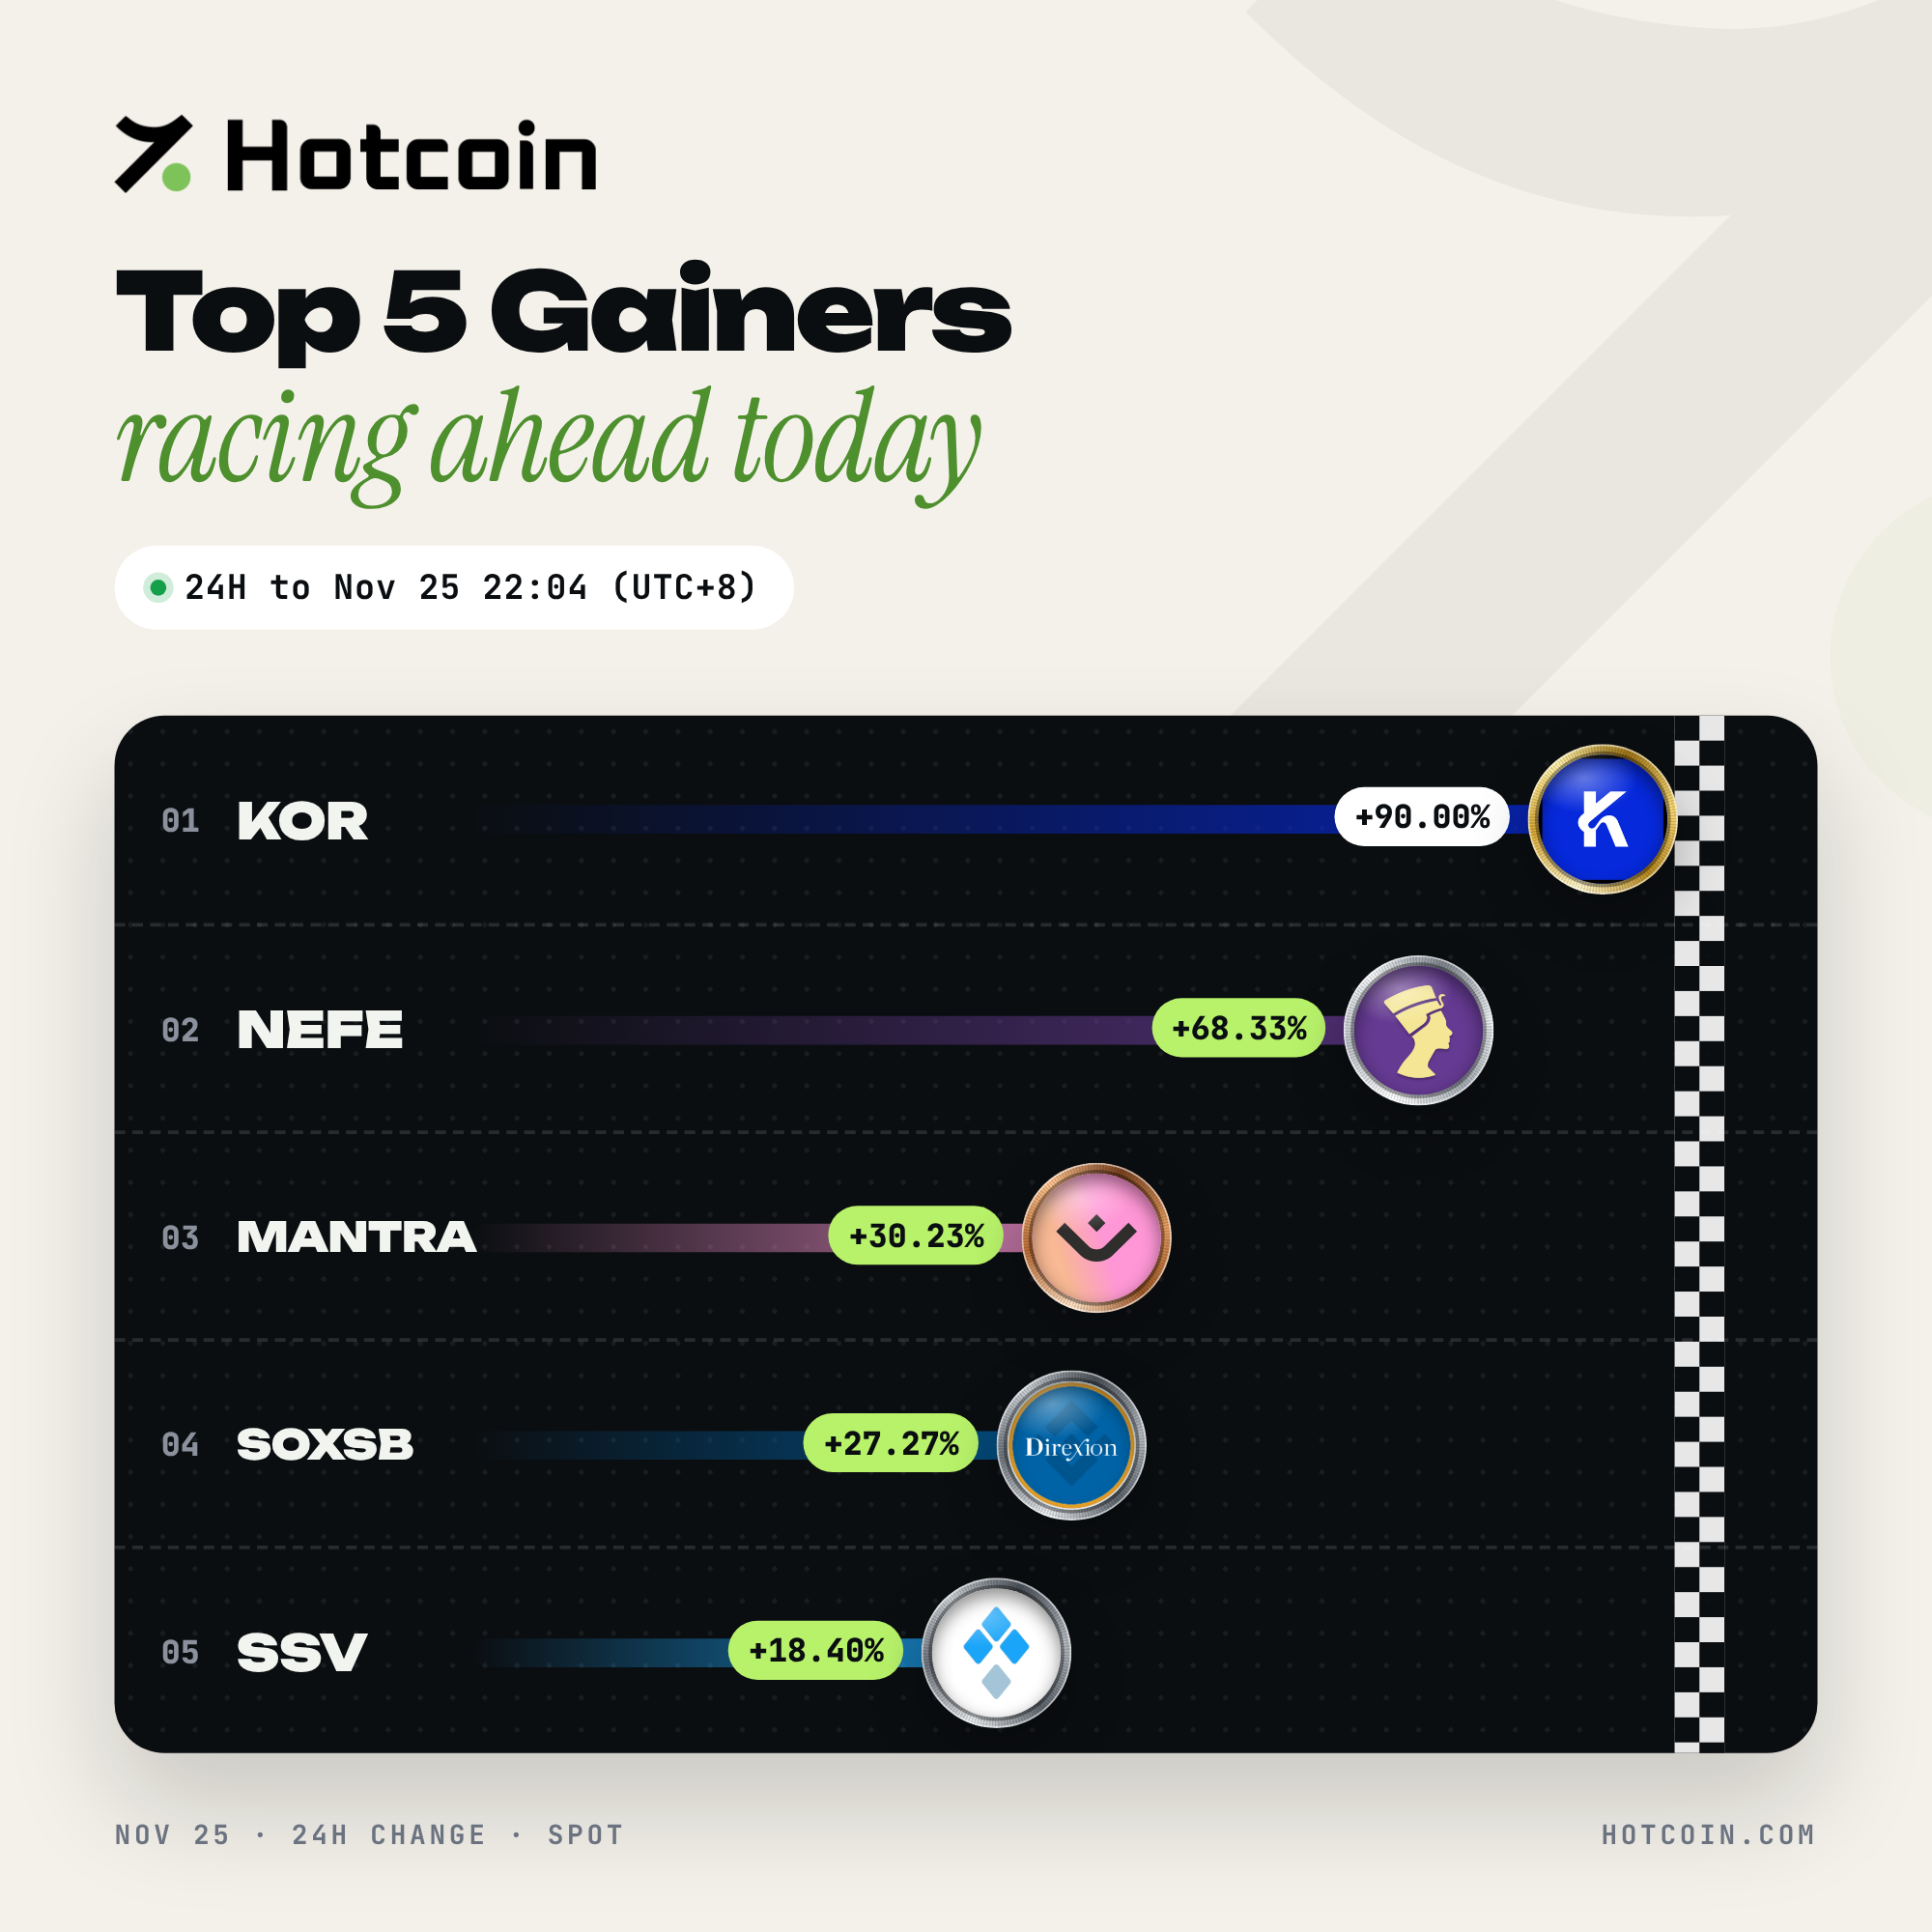 Hotcoin
Top 5 Gainers
racing ahead today
24H to Nov 25 22:04 (UTC+8)
01 KOR +90.00%
02 NEFE +68.33%
03 MANTRA +30.23%
04 SOXSB +27.27% Direxion
05 SSV +18.40%
NOV 25 · 24H CHANGE · SPOT
HOTCOIN.COM